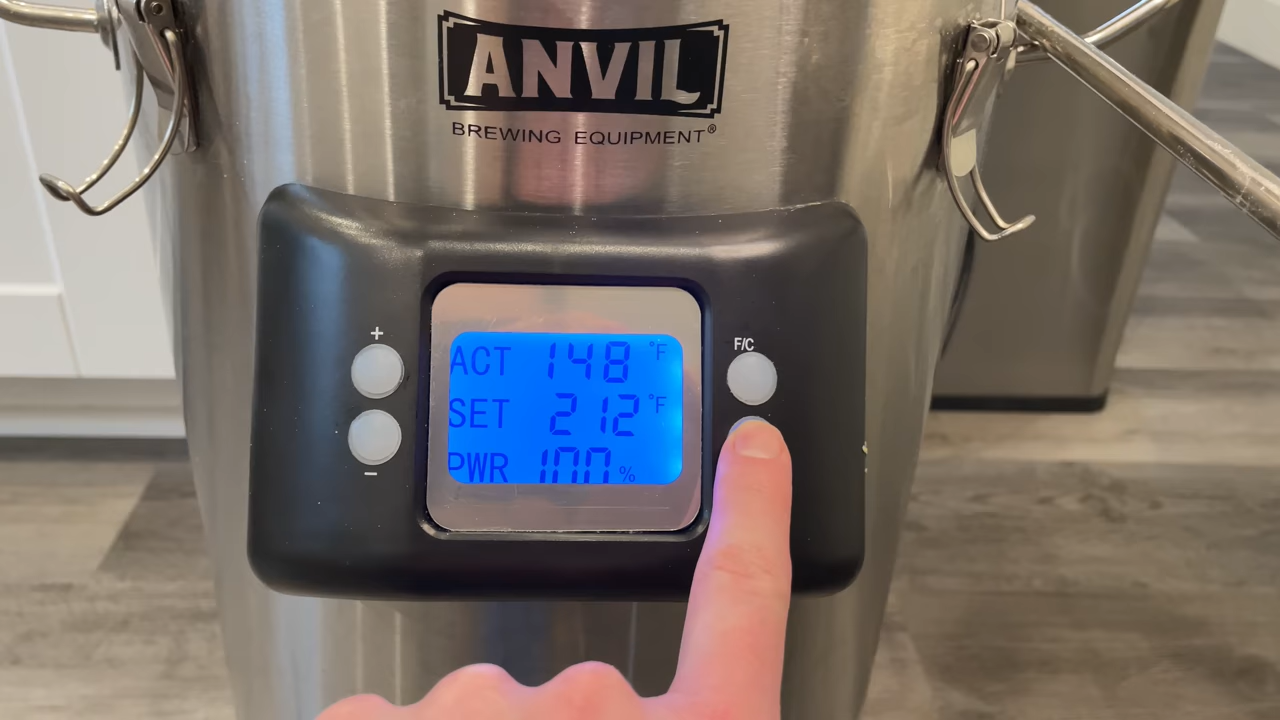 ANVIL
BREWING EQUIPMENT®
+
F/C
ACT 148 °F
SET 212 °F
PWR 100 %
−